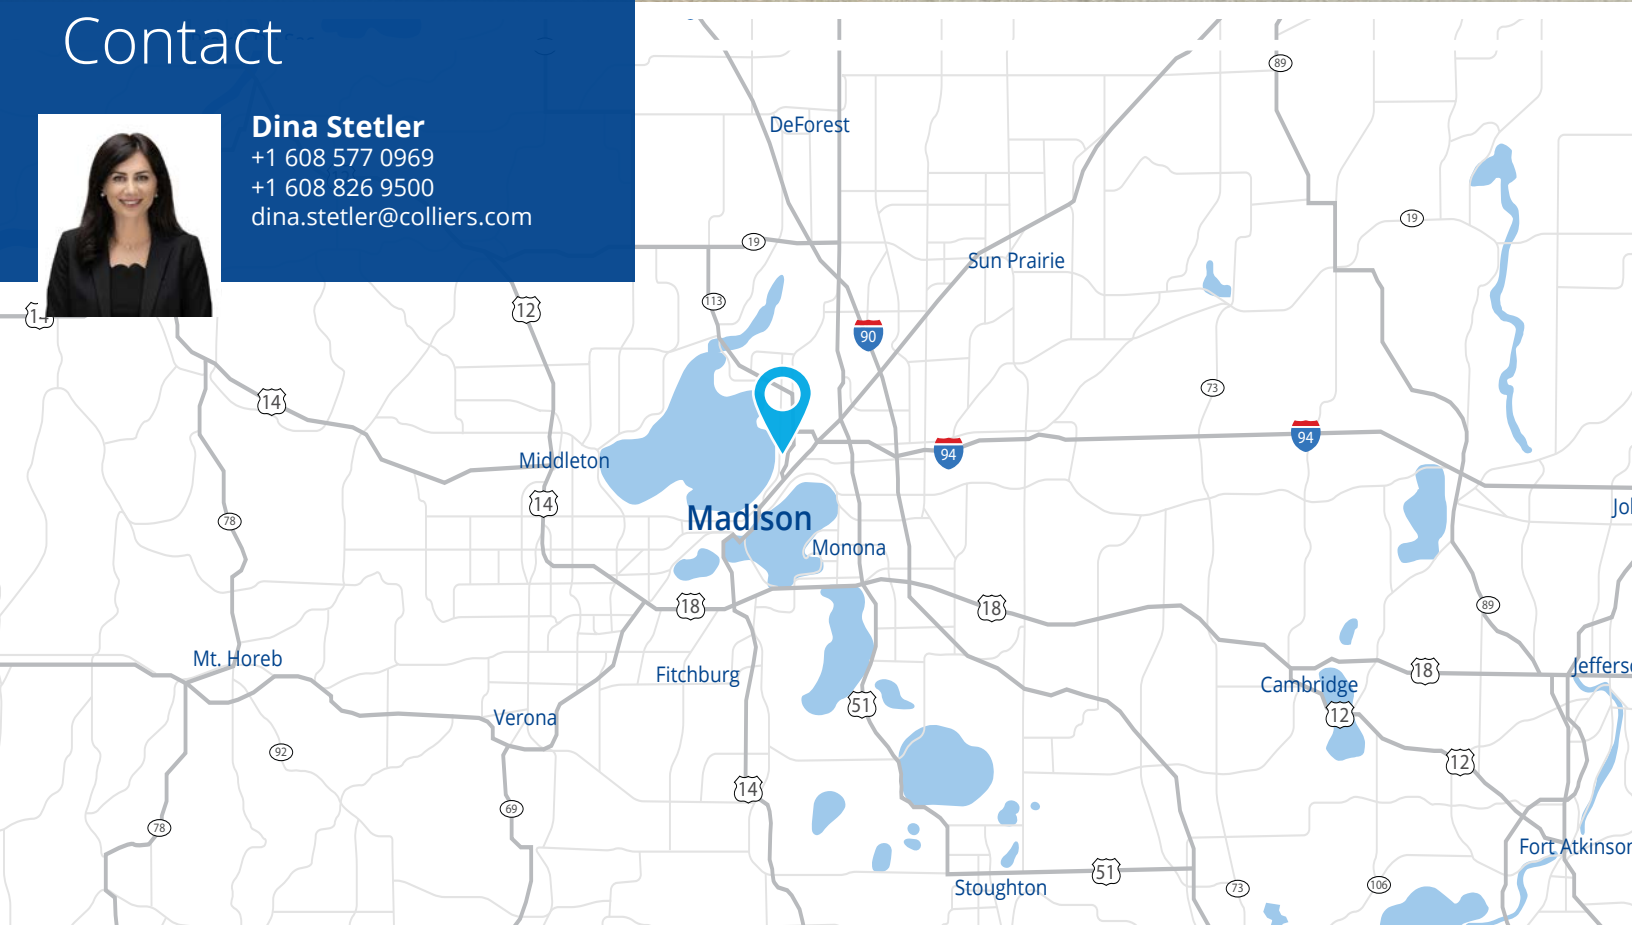 Contact
Dina Stetler
+1 608 577 0969
+1 608 826 9500
dina.stetler@colliers.com
89
DeForest
19
19
Sun Prairie
14
12
113
90
73
14
94
94
Middleton
14
78
Madison
Monona
18
18
89
Mt. Horeb
Fitchburg
18
Cambridge
51
12
Verona
92
12
14
69
78
Fort Atkinson
51
Stoughton
73
106